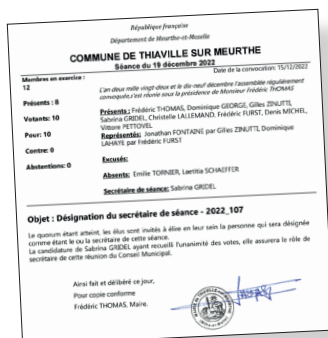 République française
Département de Meurthe-et-Moselle
COMMUNE DE THIAVILLE SUR MEURTHE
Séance du 19 décembre 2022
Date de la convocation: 15/12/2022
Membres en exercice :
12
Présents : 8
Votants: 10
Pour: 10
Contre: 0
Abstentions: 0
L'an deux mille vingt-deux et le dix-neuf décembre l'assemblée régulièrement
convoquée,s'est réunie sous la présidence de Monsieur Frédéric THOMAS
Présents : Frédéric THOMAS, Dominique GEORGE, Gilles ZINUTTI,
Sabrina GRIDEL, Christelle LALLEMAND, Frédéric FURST, Denis MICHEL,
Vittore PETTOVEL
Représentés: Jonathan FONTAINE par Gilles ZINUTTI, Dominique
LAHAYE par Frédéric FURST
Excusés:
Absents: Emilie TORNIER, Laetitia SCHAEFFER
Secrétaire de séance: Sabrina GRIDEL
Objet : Désignation du secrétaire de séance - 2022_107
Le quorum étant atteint, les élus sont invités à élire en leur sein la personne qui sera désignée
comme étant le ou la secrétaire de cette séance.
La candidature de Sabrina GRIDEL ayant recueilli l'unanimité des votes, elle assurera le rôle de
secrétaire de cette réunion du Conseil Municipal.
Ainsi fait et délibéré ce jour,
Pour copie conforme
Frédéric THOMAS, Maire.